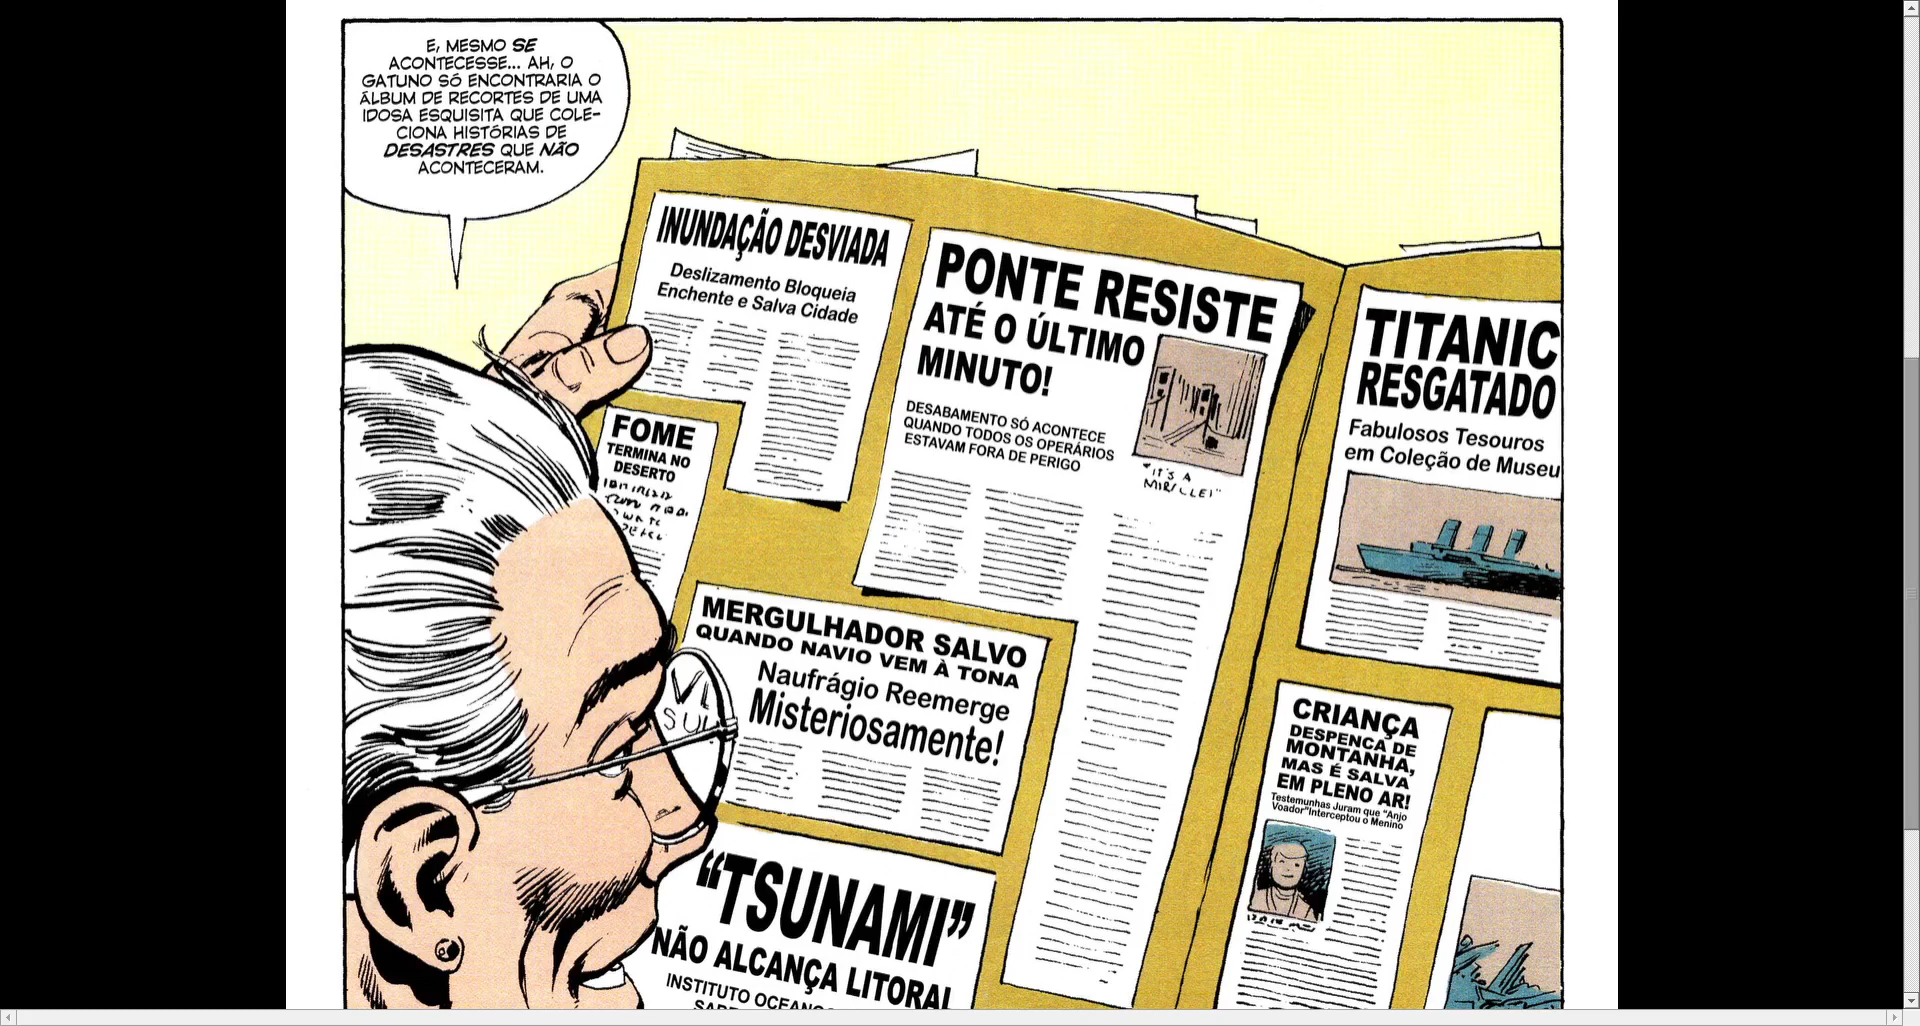 E, MESMO SE
ACONTECESSE... AH, O
GATUNO SÓ ENCONTRARIA O
ÁLBUM DE RECORTES DE UMA
IDOSA ESQUISITA QUE COLE-
CIONA HISTÓRIAS DE
DESASTRES QUE NÃO
ACONTECERAM.
INUNDAÇÃO DESVIADA
Deslizamento Bloqueia
Enchente e Salva Cidade
PONTE RESISTE
ATÉ O ÚLTIMO
MINUTO!
DESABAMENTO SÓ ACONTECE
QUANDO TODOS OS OPERÁRIOS
ESTAVAM FORA DE PERIGO
"IT'S A
TITANIC
RESGATADO
Fabulosos Tesouros
em Coleção de Museu
FOME
TERMINA NO
DESERTO
MERGULHADOR SALVO
QUANDO NAVIO VEM À TONA
Naufrágio Reemerge
Misteriosamente!
CRIANÇA
DESPENCA DE
MONTANHA,
MAS É SALVA
EM PLENO AR!
Testemunhas Juram que "Anjo
Voador"Interceptou o Menino
"TSUNAMI"
NÃO ALCANÇA LITORAL
INSTITUTO